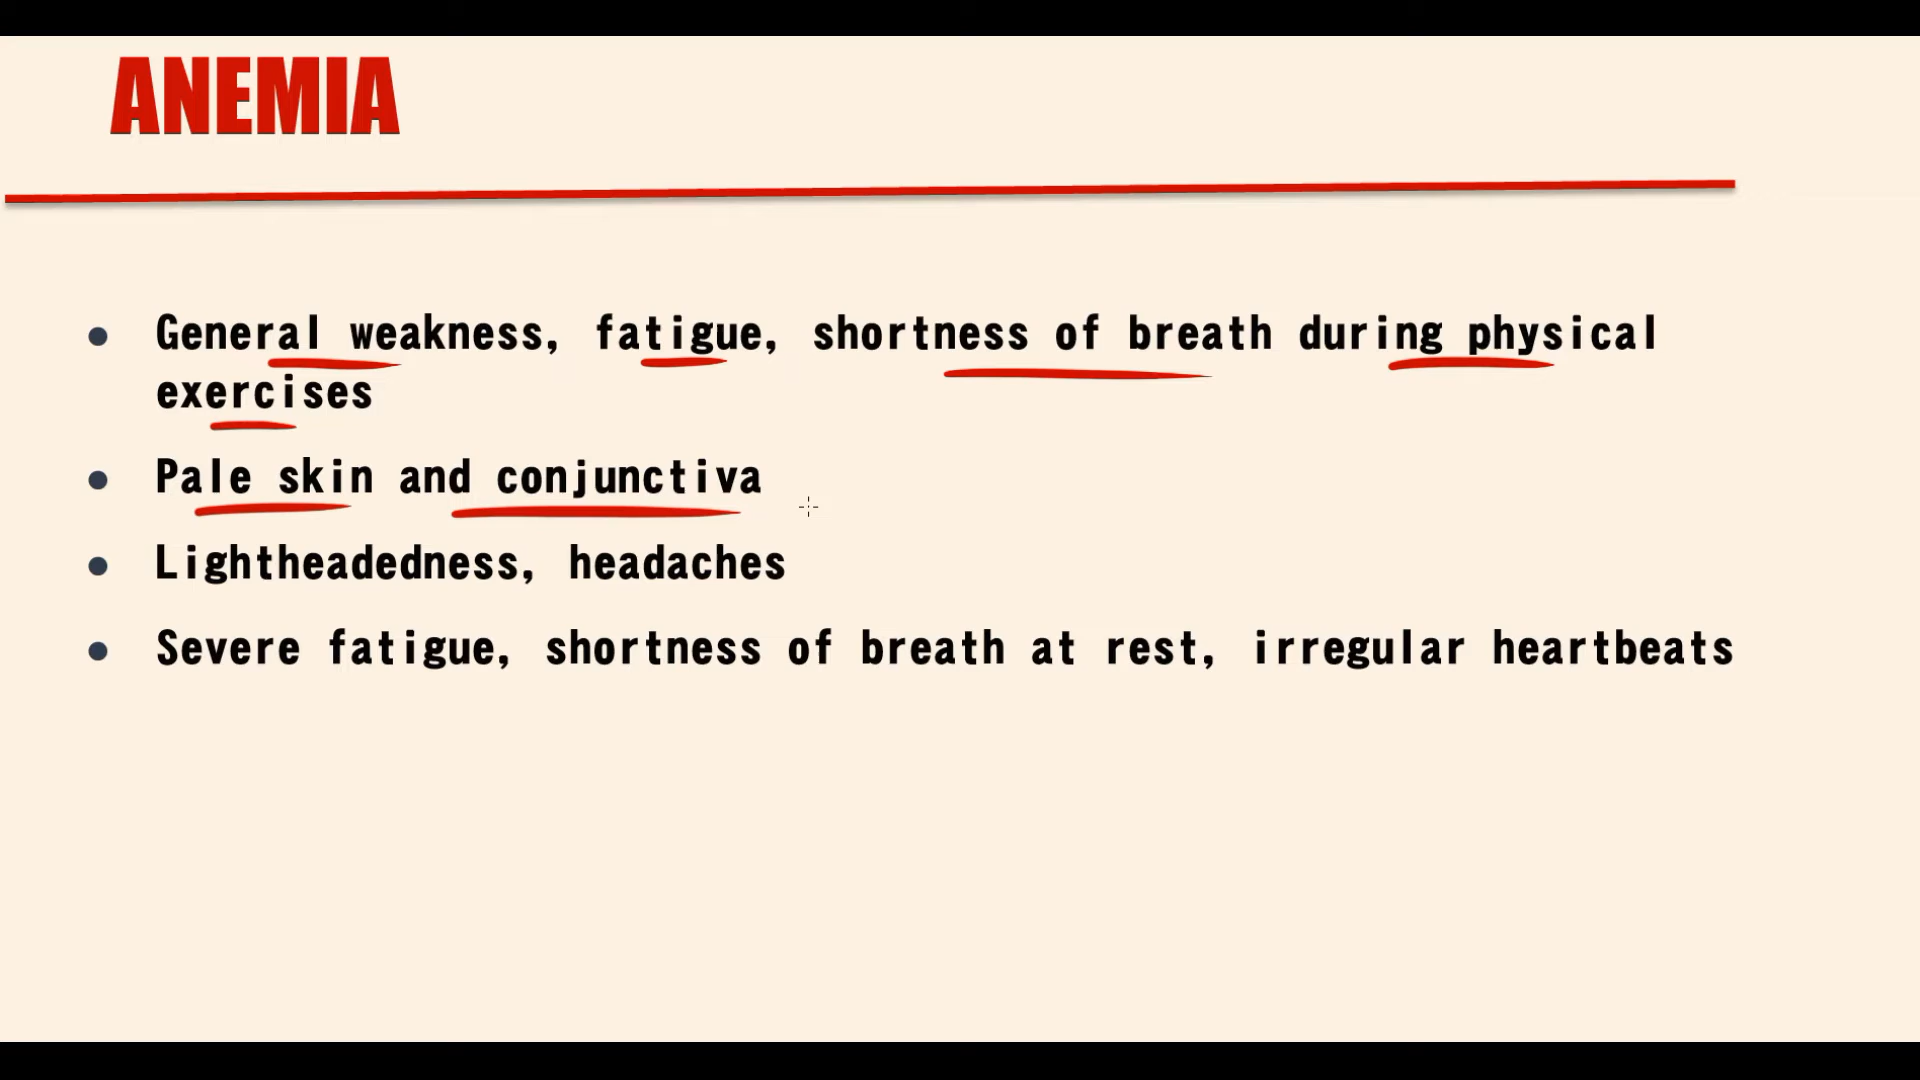 ANEMIA
● General weakness, fatigue, shortness of breath during physical
exercises
● Pale skin and conjunctiva
● Lightheadedness, headaches
● Severe fatigue, shortness of breath at rest, irregular heartbeats